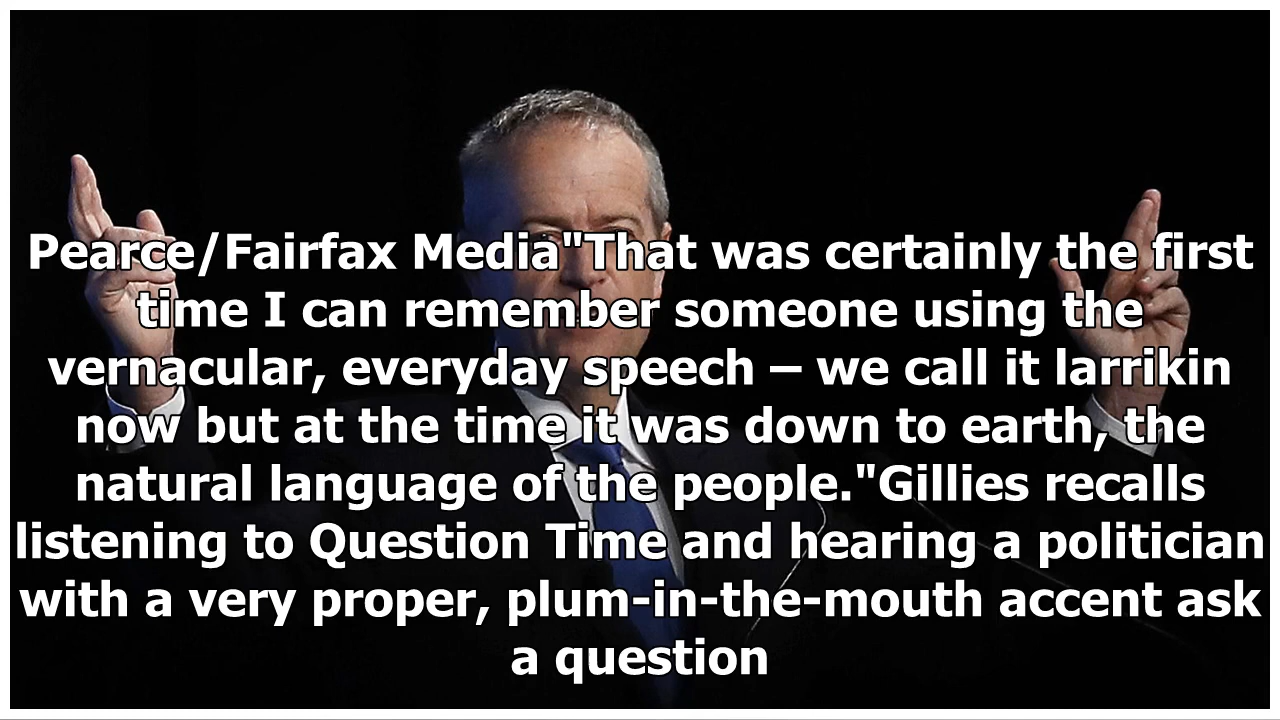 Pearce/Fairfax Media"That was certainly the first
time I can remember someone using the
vernacular, everyday speech – we call it larrikin
now but at the time it was down to earth, the
natural language of the people."Gillies recalls
listening to Question Time and hearing a politician
with a very proper, plum-in-the-mouth accent ask
a question